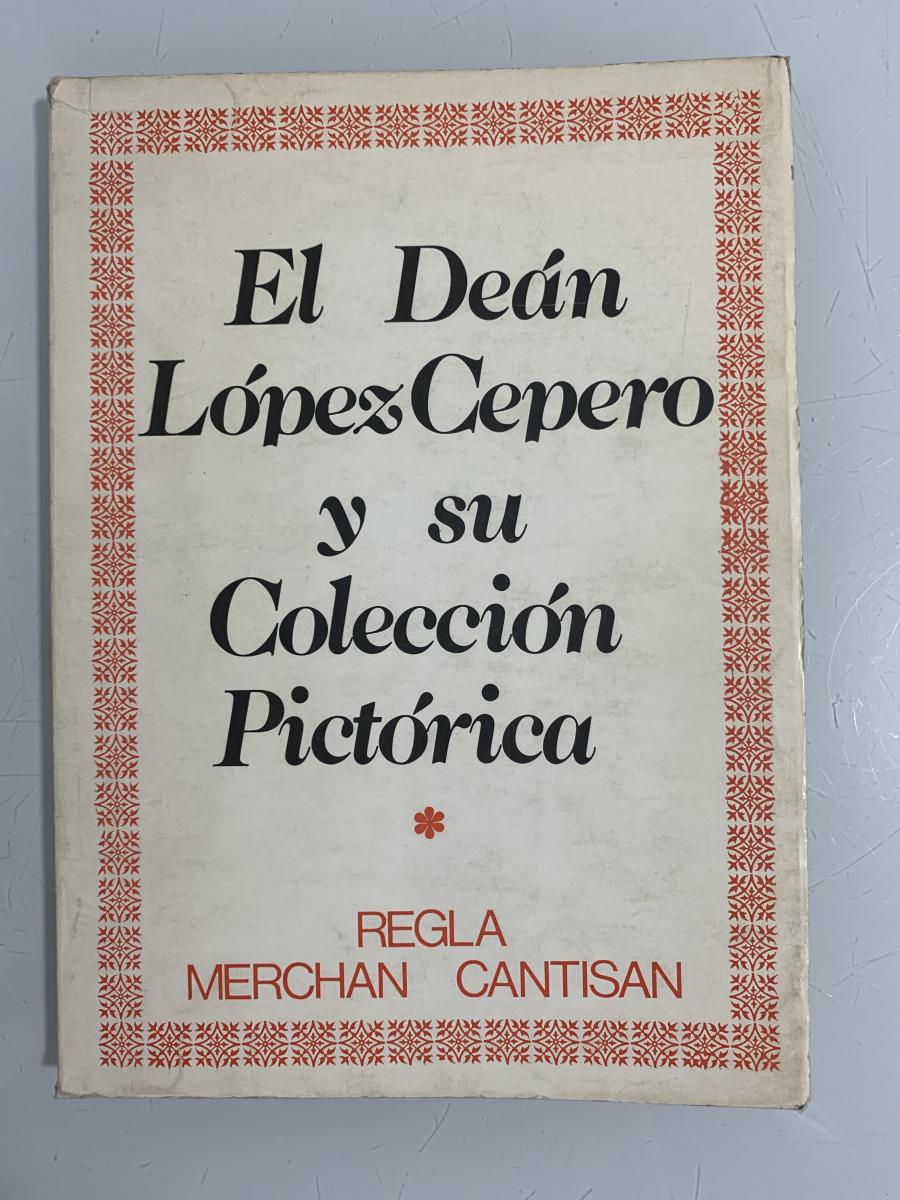 El Deán
López Cepero
y su
Colección
Pictórica
REGLA
MERCHAN CANTISAN